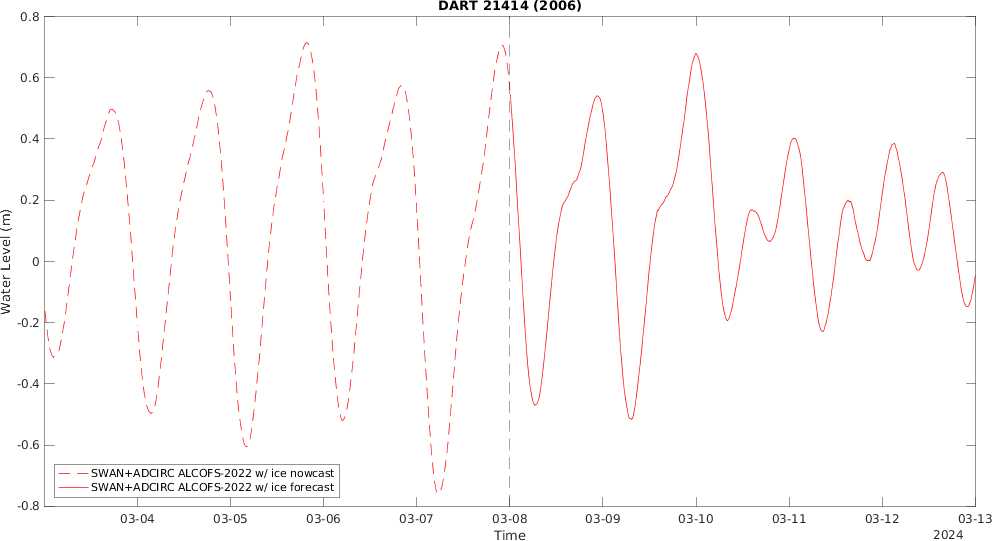 DART 21414 (2006)
0.8
0.6
0.4
0.2
0
-0.2
-0.4
-0.6
-0.8
Water Level (m)
SWAN+ADCIRC ALCOFS-2022 w/ ice nowcast
SWAN+ADCIRC ALCOFS-2022 w/ ice forecast
03-04 03-05 03-06 03-07 03-08 03-09 03-10 03-11 03-12 03-13
Time
2024